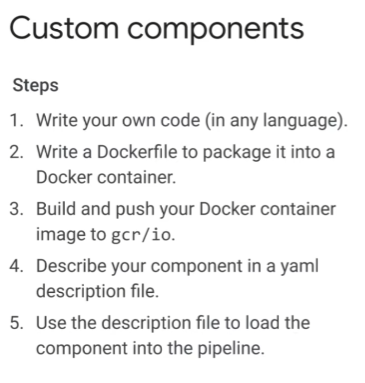 Custom components
Steps
1. Write your own code (in any language).
2. Write a Dockerfile to package it into a
Docker container.
3. Build and push your Docker container
image to gcr/io.
4. Describe your component in a yaml
description file.
5. Use the description file to load the
component into the pipeline.